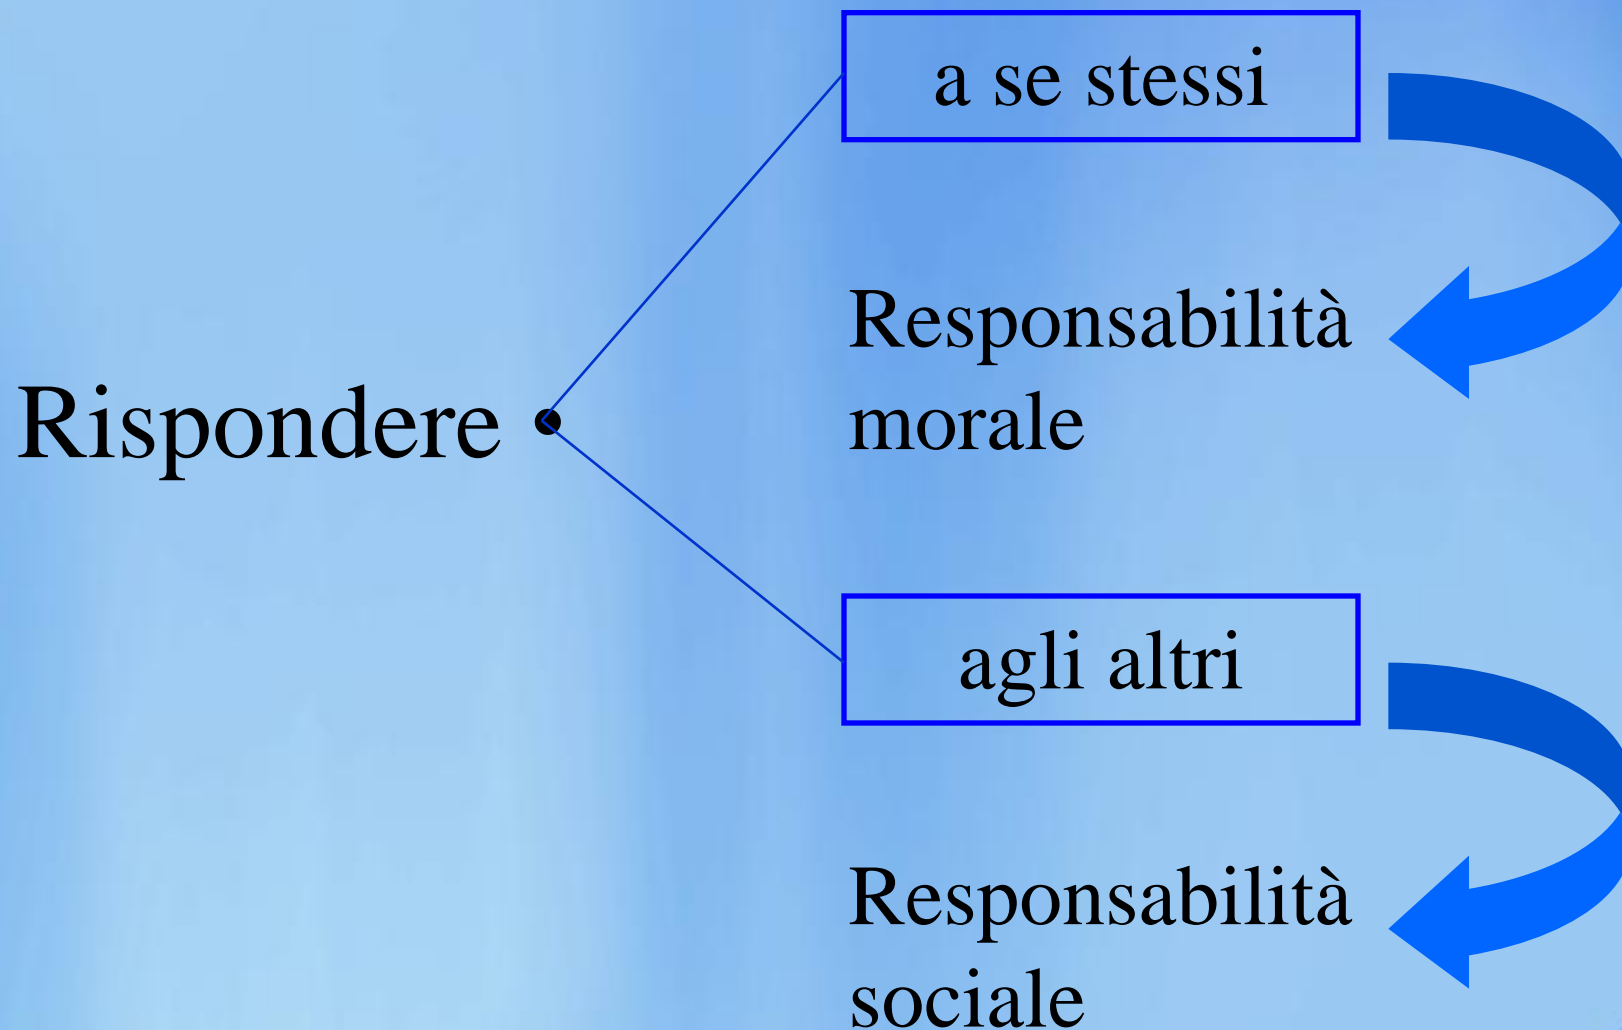 a se stessi
Responsabilità
morale
Rispondere •
agli altri
Responsabilità
sociale